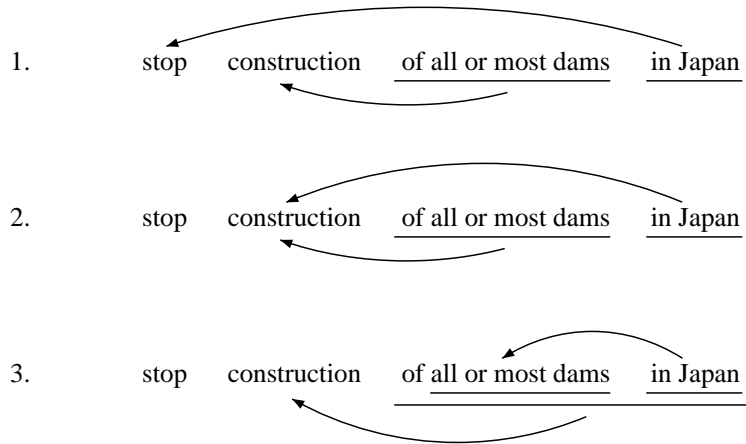 1. stop construction of all or most dams in Japan
2. stop construction of all or most dams in Japan
3. stop construction of all or most dams in Japan